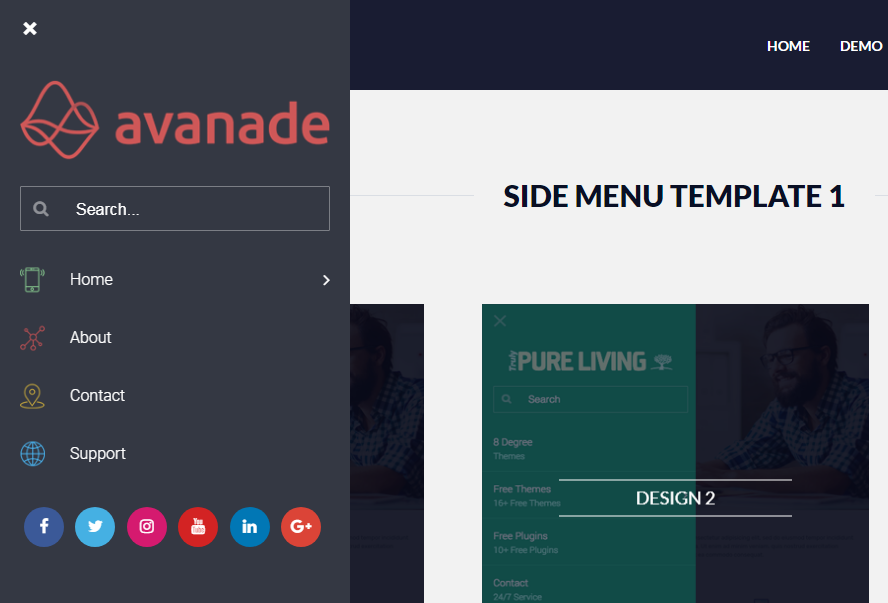 avanade
Search...
Home
About
Contact
Support
HOME DEMO
SIDE MENU TEMPLATE 1
Truly PURE LIVING
Search
8 Degree
Themes
Free Themes
16+ Free Themes
DESIGN 2
Free Plugins
10+ Free Plugins
Contact
24/7 Service